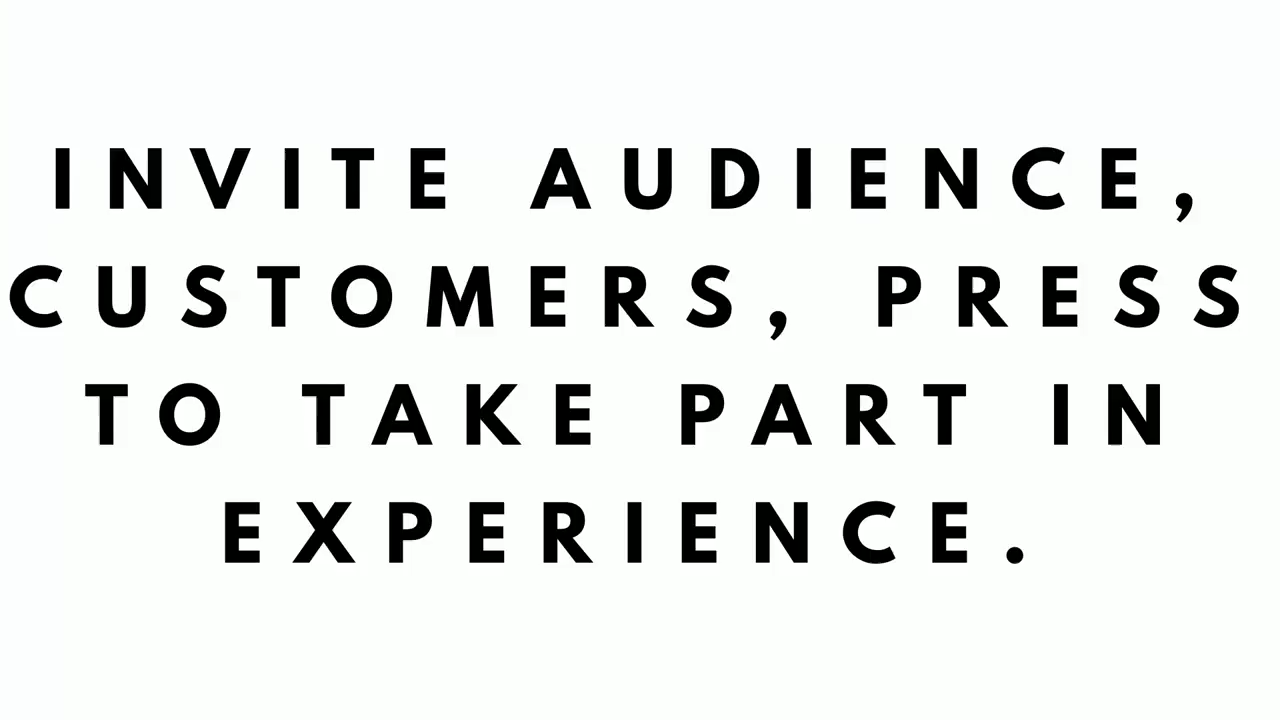 INVITE AUDIENCE,
CUSTOMERS, PRESS
TO TAKE PART IN
EXPERIENCE.